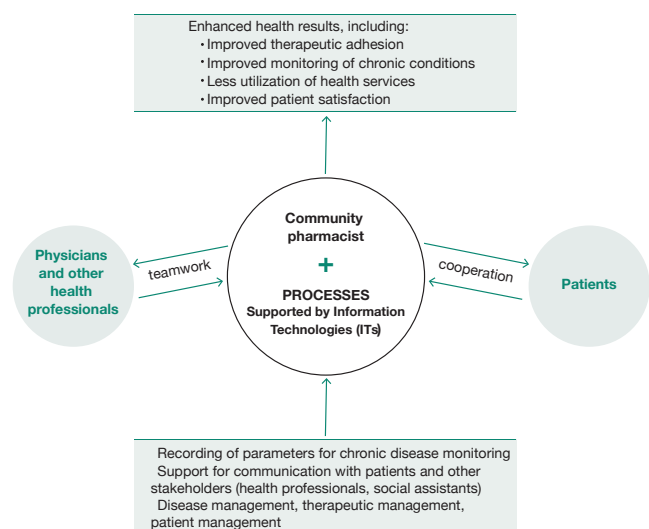 Enhanced health results, including:
• Improved therapeutic adhesion
• Improved monitoring of chronic conditions
• Less utilization of health services
• Improved patient satisfaction
Community
pharmacist
+
PROCESSES
Supported by Information
Technologies (ITs)
Physicians
and other
health
professionals
teamwork
cooperation
Patients
Recording of parameters for chronic disease monitoring
Support for communication with patients and other
stakeholders (health professionals, social assistants)
Disease management, therapeutic management,
patient management